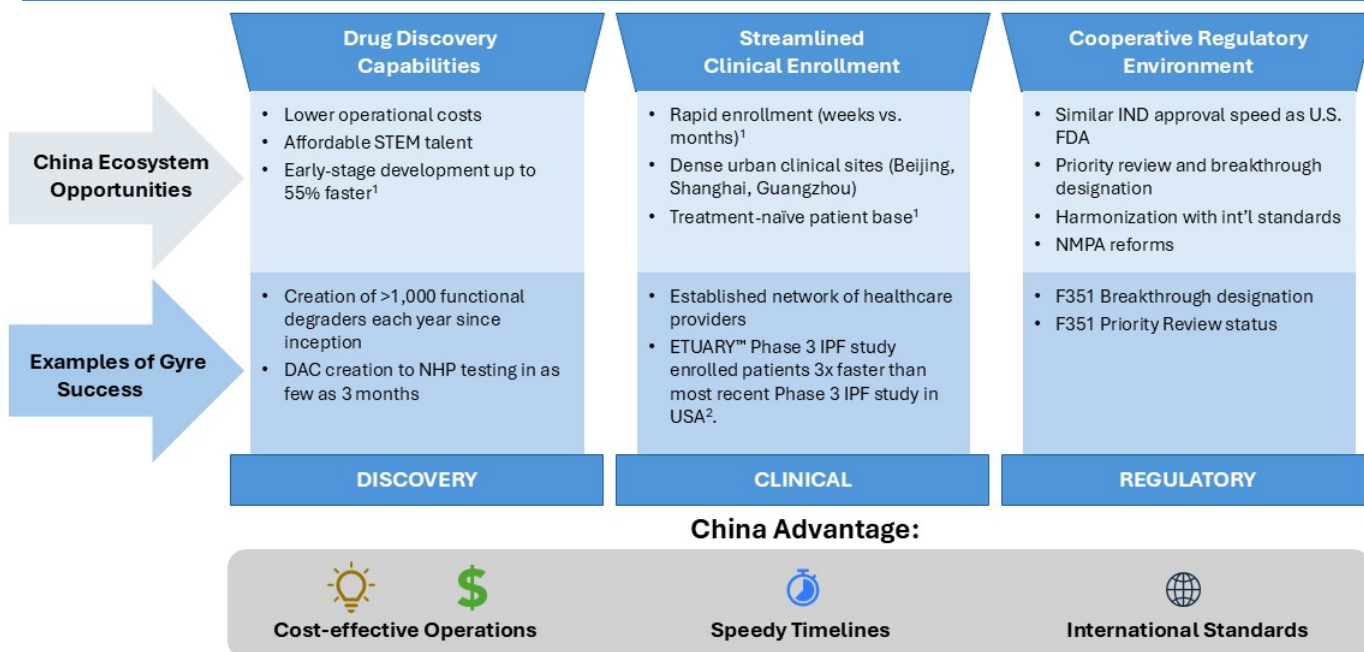 Drug Discovery
Capabilities
Streamlined
Clinical Enrollment
Cooperative Regulatory
Environment
China Ecosystem
Opportunities
• Lower operational costs
• Affordable STEM talent
• Early-stage development up to
55% faster¹
• Rapid enrollment (weeks vs.
months)¹
• Dense urban clinical sites (Beijing,
Shanghai, Guangzhou)
• Treatment-naïve patient base¹
• Similar IND approval speed as U.S.
FDA
• Priority review and breakthrough
designation
• Harmonization with int'l standards
• NMPA reforms
Examples of Gyre
Success
• Creation of >1,000 functional
degraders each year since
inception
• DAC creation to NHP testing in as
few as 3 months
• Established network of healthcare
providers
• ETUARY™ Phase 3 IPF study
enrolled patients 3x faster than
most recent Phase 3 IPF study in
USA².
• F351 Breakthrough designation
• F351 Priority Review status
DISCOVERY
CLINICAL
REGULATORY
China Advantage:
$
Cost-effective Operations
Speedy Timelines
International Standards